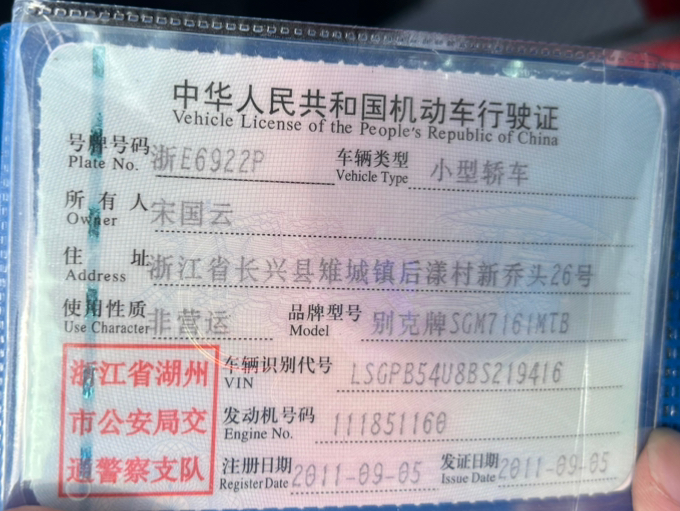 中华人民共和国机动车行驶证
Vehicle License of the People's Republic of China
号牌号码 浙E6922P 车辆类型 小型轿车
Plate No. Vehicle Type
所有人 宋国云
Owner
住址 浙江省长兴县雉城镇后漾村新乔头26号
Address
使用性质 非营运 品牌型号 别克牌SGM7161MTB
Use Character Model
浙江省湖州
市公安局交
通警察支队
车辆识别代号 LSGPB54U8BS219416
VIN
发动机号码 111851160
Engine No.
注册日期 2011-09-05 发证日期 2011-09-05
Register Date Issue Date